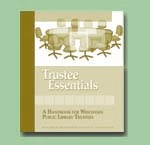 Trustee
Essentials
A Handbook for Wisconsin
Public Library Trustees